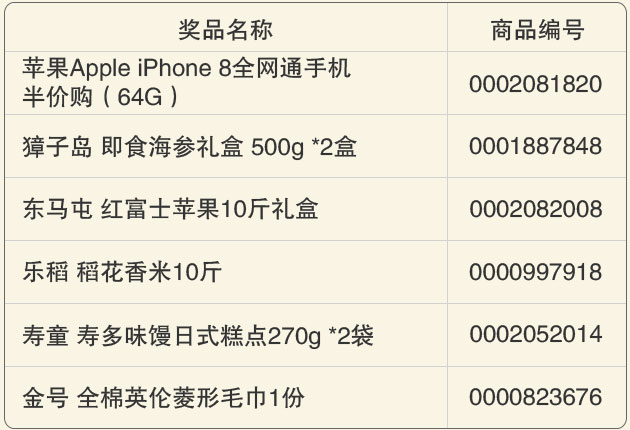 奖品名称 商品编号
苹果Apple iPhone 8全网通手机
半价购（64G） 0002081820
獐子岛 即食海参礼盒 500g *2盒 0001887848
东马屯 红富士苹果10斤礼盒 0002082008
乐稻 稻花香米10斤 0000997918
寿童 寿多味馒日式糕点270g *2袋 0002052014
金号 全棉英伦菱形毛巾1份 0000823676